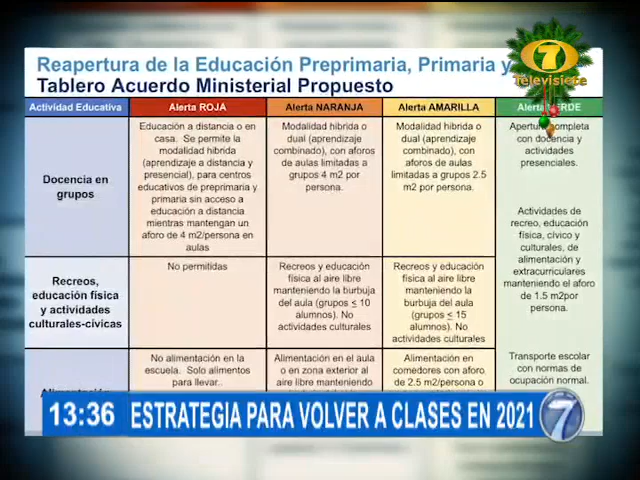 7
Televisiete
Reapertura de la Educación Preprimaria, Primaria y
Tablero Acuerdo Ministerial Propuesto
Actividad Educativa
Alerta ROJA
Alerta NARANJA
Alerta AMARILLA
Docencia en
grupos
Educación a distancia o en
casa. Se permite la
modalidad híbrida
(aprendizaje a distancia y
presencial), para centros
educativos de preprimaria y
primaria sin acceso a
educación a distancia
mientras mantengan un
aforo de 4 m2/persona en
aulas
Modalidad híbrida o
dual (aprendizaje
combinado), con aforos
de aulas limitadas a
grupos 4 m2 por
persona.
Modalidad híbrida o
dual (aprendizaje
combinado), con
aforos de aulas
limitadas a grupos 2.5
m2 por persona.
completa
con docencia y
actividades
presenciales.
Actividades de
recreo, educación
física, cívico y
culturales, de
alimentación y
extracurriculares
manteniendo el aforo
de 1.5 m2por
persona.
Recreos,
educación física
y actividades
culturales-cívicas
No permitidas
Recreos y educación
física al aire libre
manteniendo la burbuja
del aula (grupos ≤ 10
alumnos). No
actividades culturales
Recreos y educación
física al aire libre
manteniendo la
burbuja del aula
(grupos ≤ 15
alumnos). No
actividades culturales
No alimentación en la
escuela. Solo alimentos
para llevar.
Alimentación en el aula
o en zona exterior al
aire libre manteniendo
Alimentación en
comedores con aforo
de 2.5 m2/persona o
Transporte escolar
con normas de
ocupación normal.
13:36 ESTRATEGIA PARA VOLVER A CLASES EN 2021 7